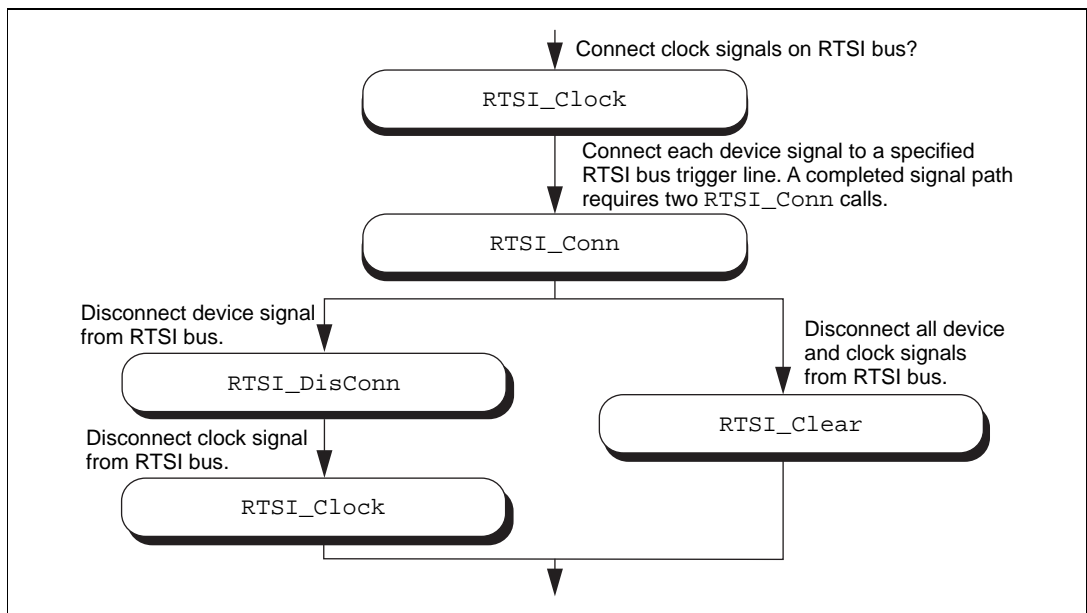 Connect clock signals on RTSI bus?
RTSI_Clock
Connect each device signal to a specified
RTSI bus trigger line. A completed signal path
requires two RTSI_Conn calls.
RTSI_Conn
Disconnect device signal
from RTSI bus.
RTSI_DisConn
Disconnect clock signal
from RTSI bus.
RTSI_Clock
Disconnect all device
and clock signals
from RTSI bus.
RTSI_Clear